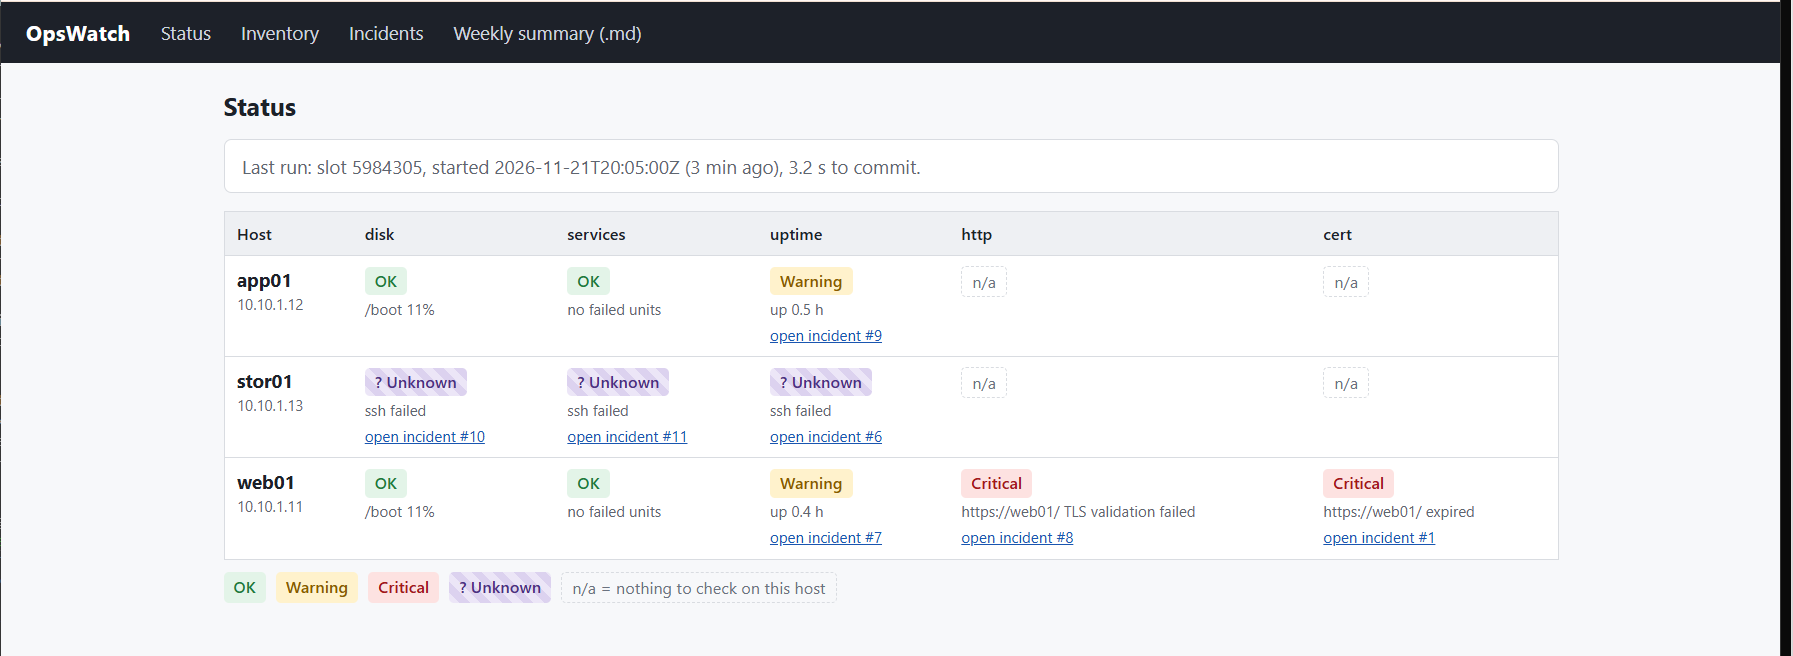 OpsWatch Status Inventory Incidents Weekly summary (.md)
Status
Last run: slot 5984305, started 2026-11-21T20:05:00Z (3 min ago), 3.2 s to commit.
Host disk services uptime http cert
app01 OK OK Warning n/a n/a
10.10.1.12 /boot 11% no failed units up 0.5 h
open incident #9
stor01 ? Unknown ? Unknown ? Unknown n/a n/a
10.10.1.13 ssh failed ssh failed ssh failed
open incident #10 open incident #11 open incident #6
web01 OK OK Warning Critical Critical
10.10.1.11 /boot 11% no failed units up 0.4 h https://web01/ TLS validation failed https://web01/ expired
open incident #7 open incident #8 open incident #1
OK Warning Critical ? Unknown n/a = nothing to check on this host